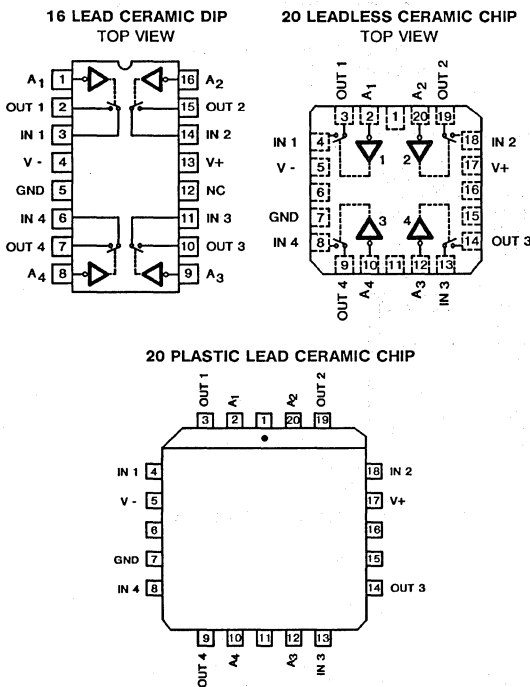 16 LEAD CERAMIC DIP
TOP VIEW
A1 1 16 A2
OUT 1 2 15 OUT 2
IN 1 3 14 IN 2
V - 4 13 V+
GND 5 12 NC
IN 4 6 11 IN 3
OUT 4 7 10 OUT 3
A4 8 9 A3
20 LEADLESS CERAMIC CHIP
TOP VIEW
OUT 1 A1 A2 OUT 2
3 2 1 20 19
IN 1 4 18 IN 2
V - 5 1 2 17 V+
6 16
GND 7 3 4 15
IN 4 8 14 OUT 3
9 10 11 12 13
OUT 4 A4 A3 IN 3
20 PLASTIC LEAD CERAMIC CHIP
OUT 1 A1 A2 OUT 2
3 2 1 20 19
IN 1 4 18 IN 2
V - 5 17 V+
6 16
GND 7 15
IN 4 8 14 OUT 3
9 10 11 12 13
OUT 4 A4 A3 IN 3